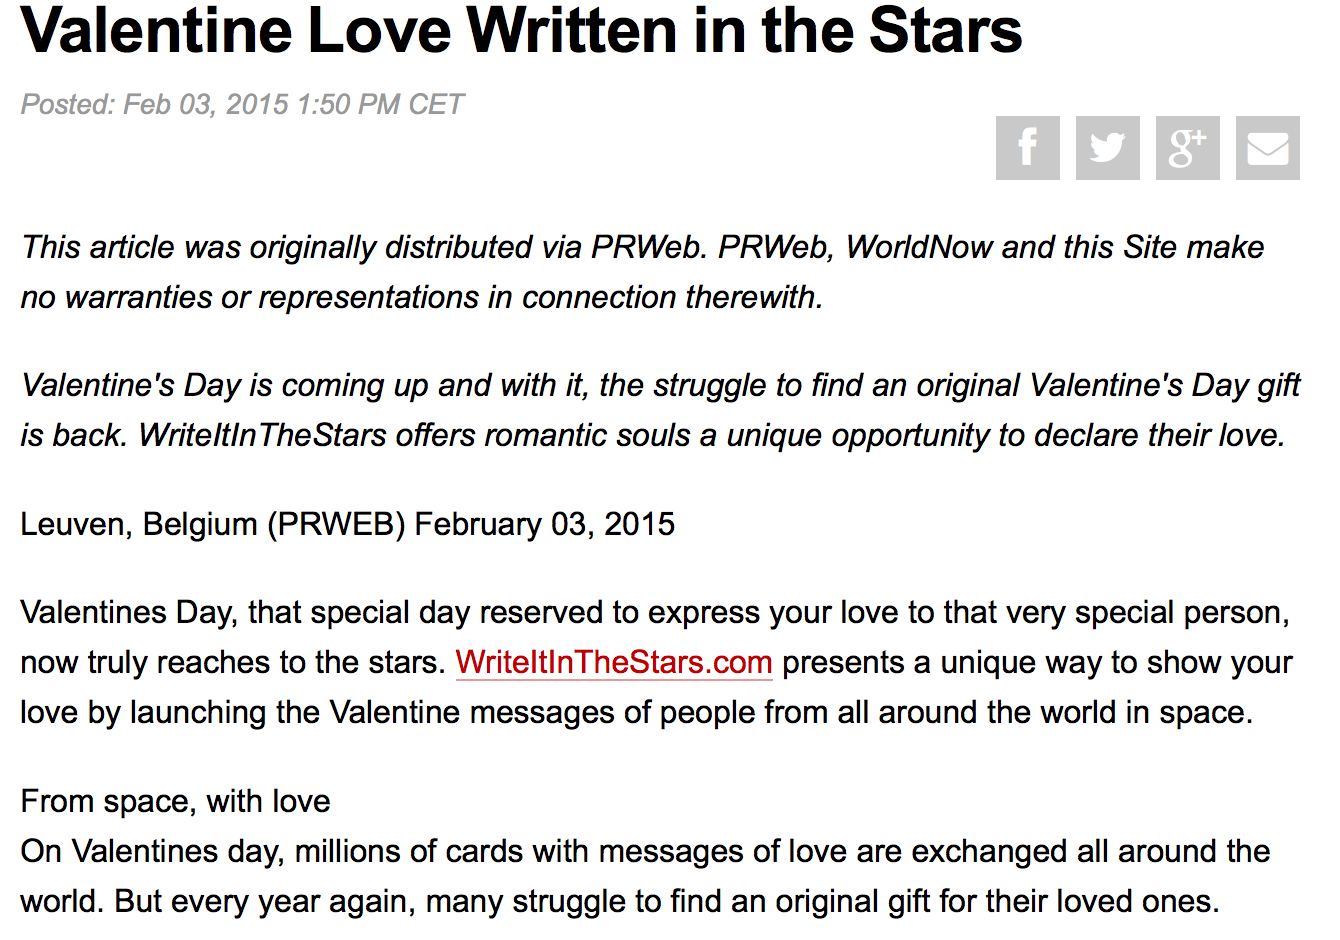 Valentine Love Written in the Stars
Posted: Feb 03, 2015 1:50 PM CET
f g+
This article was originally distributed via PRWeb. PRWeb, WorldNow and this Site make
no warranties or representations in connection therewith.
Valentine's Day is coming up and with it, the struggle to find an original Valentine's Day gift
is back. WriteItInTheStars offers romantic souls a unique opportunity to declare their love.
Leuven, Belgium (PRWEB) February 03, 2015
Valentines Day, that special day reserved to express your love to that very special person,
now truly reaches to the stars. WriteItInTheStars.com presents a unique way to show your
love by launching the Valentine messages of people from all around the world in space.
From space, with love
On Valentines day, millions of cards with messages of love are exchanged all around the
world. But every year again, many struggle to find an original gift for their loved ones.